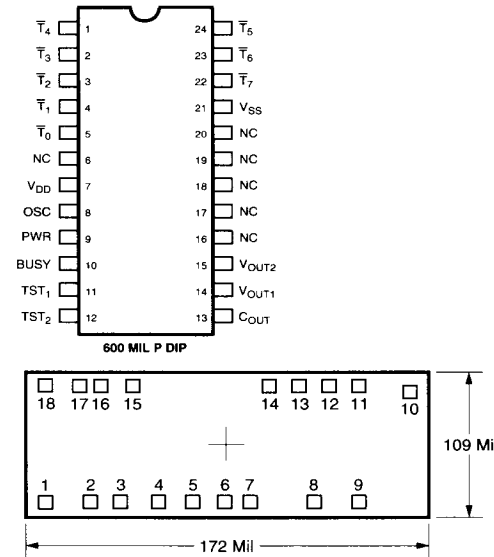 T̅4 1 24 T̅5
T̅3 2 23 T̅6
T̅2 3 22 T̅7
T̅1 4 21 VSS
T̅0 5 20 NC
NC 6 19 NC
VDD 7 18 NC
OSC 8 17 NC
PWR 9 16 NC
BUSY 10 15 VOUT2
TST1 11 14 VOUT1
TST2 12 13 COUT
600 MIL P DIP
18 17 16 15 14 13 12 11 10
109 Mi
1 2 3 4 5 6 7 8 9
172 Mil